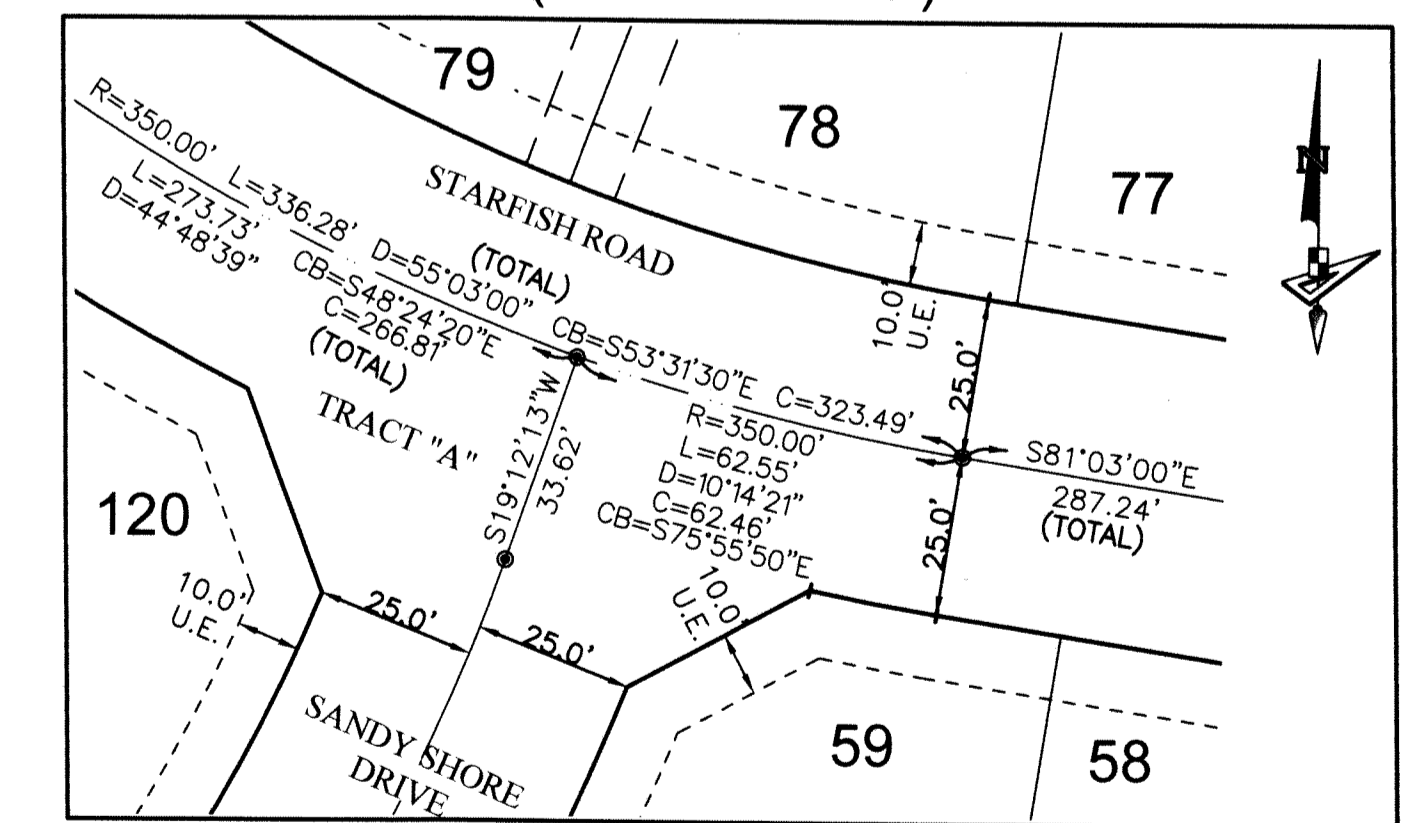 79
78
77
N
R=350.00' L=336.28' D=55°03'00" CB=S53°31'30"E C=323.49'
(TOTAL)
L=273.73'
D=44°48'39"
CB=S48°24'20"E
C=266.81'
(TOTAL)
STARFISH ROAD
10.0'
U.E.
25.0'
25.0'
S81°03'00"E
287.24'
(TOTAL)
R=350.00'
L=62.55'
D=10°14'21"
C=62.46'
CB=S75°55'50"E
S19°12'13"W
33.62'
TRACT "A"
120
10.0'
U.E.
25.0'
25.0'
10.0'
U.E.
SANDY SHORE
DRIVE
59
58